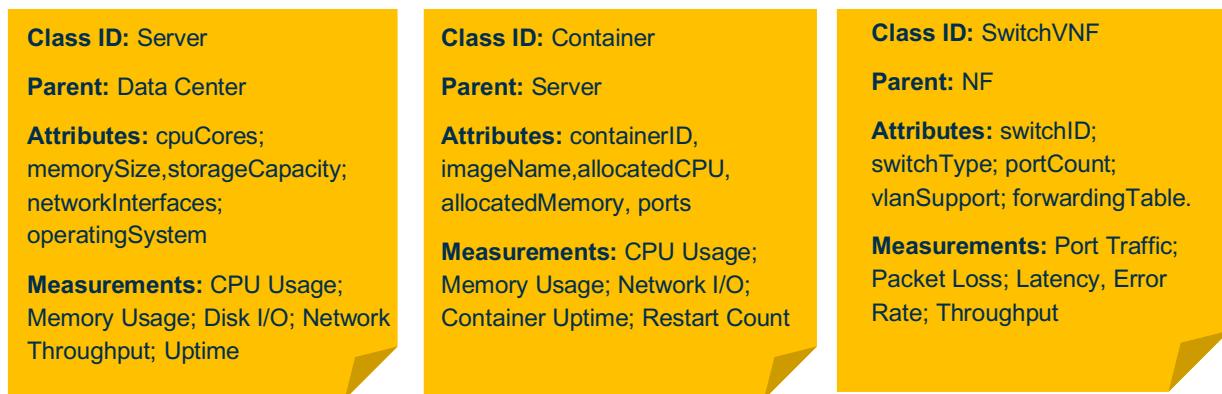 Class ID: Server
Parent: Data Center
Attributes: cpuCores;
memorySize,storageCapacity;
networkInterfaces;
operatingSystem
Measurements: CPU Usage;
Memory Usage; Disk I/O; Network
Throughput; Uptime
Class ID: Container
Parent: Server
Attributes: containerID,
imageName,allocatedCPU,
allocatedMemory, ports
Measurements: CPU Usage;
Memory Usage; Network I/O;
Container Uptime; Restart Count
Class ID: SwitchVNF
Parent: NF
Attributes: switchID;
switchType; portCount;
vlanSupport; forwardingTable.
Measurements: Port Traffic;
Packet Loss; Latency, Error
Rate; Throughput